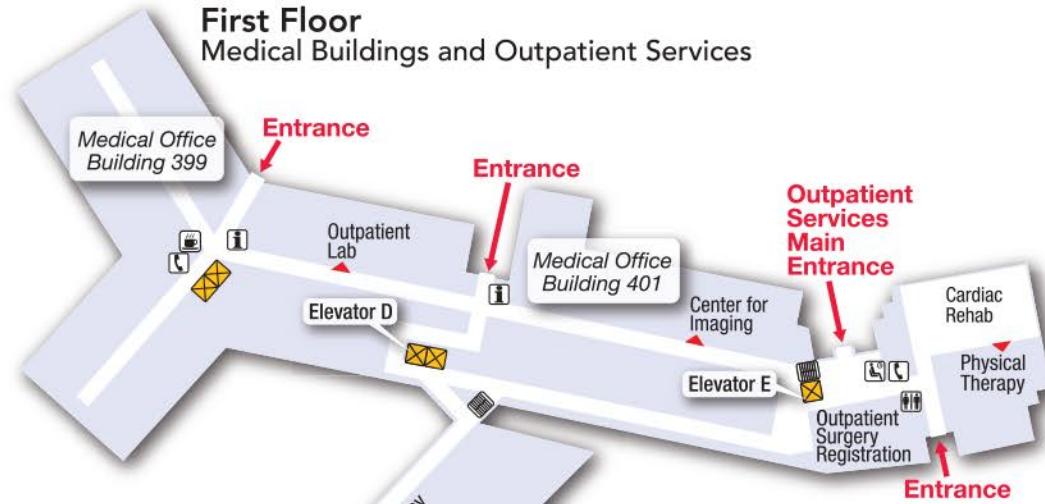 First Floor
Medical Buildings and Outpatient Services
Medical Office
Building 399
Entrance
Entrance
Outpatient
Services
Main
Entrance
Outpatient
Lab
Medical Office
Building 401
Elevator D
Center for
Imaging
Cardiac
Rehab
Physical
Therapy
Elevator E
Outpatient
Surgery
Registration
Entrance